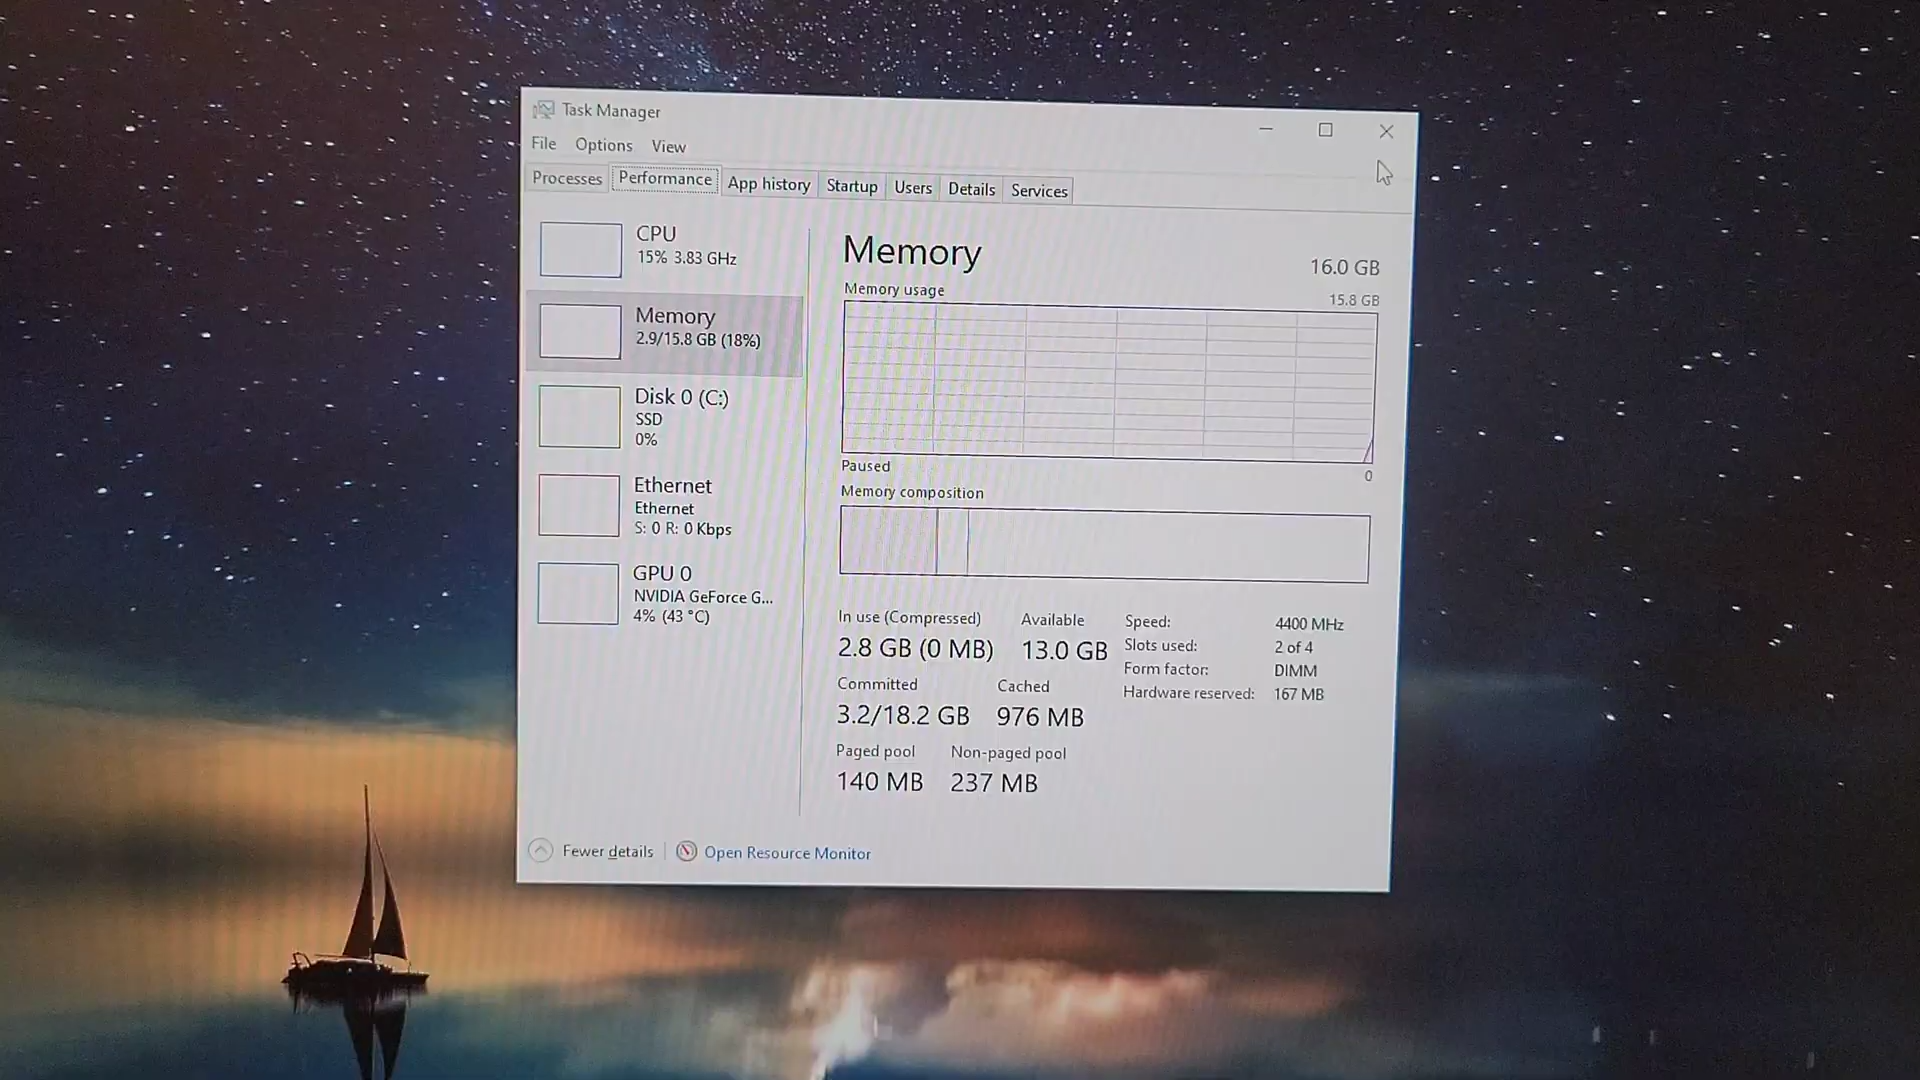 Task Manager
File Options View
Processes Performance App history Startup Users Details Services
CPU
15% 3.83 GHz
Memory
2.9/15.8 GB (18%)
Disk 0 (C:)
SSD
0%
Ethernet
Ethernet
S: 0 R: 0 Kbps
GPU 0
NVIDIA GeForce G...
4% (43 °C)
Memory
16.0 GB
Memory usage
15.8 GB
Paused
0
Memory composition
In use (Compressed)
2.8 GB (0 MB)
Available
13.0 GB
Committed
3.2/18.2 GB
Cached
976 MB
Paged pool
140 MB
Non-paged pool
237 MB
Speed: 4400 MHz
Slots used: 2 of 4
Form factor: DIMM
Hardware reserved: 167 MB
Fewer details
Open Resource Monitor